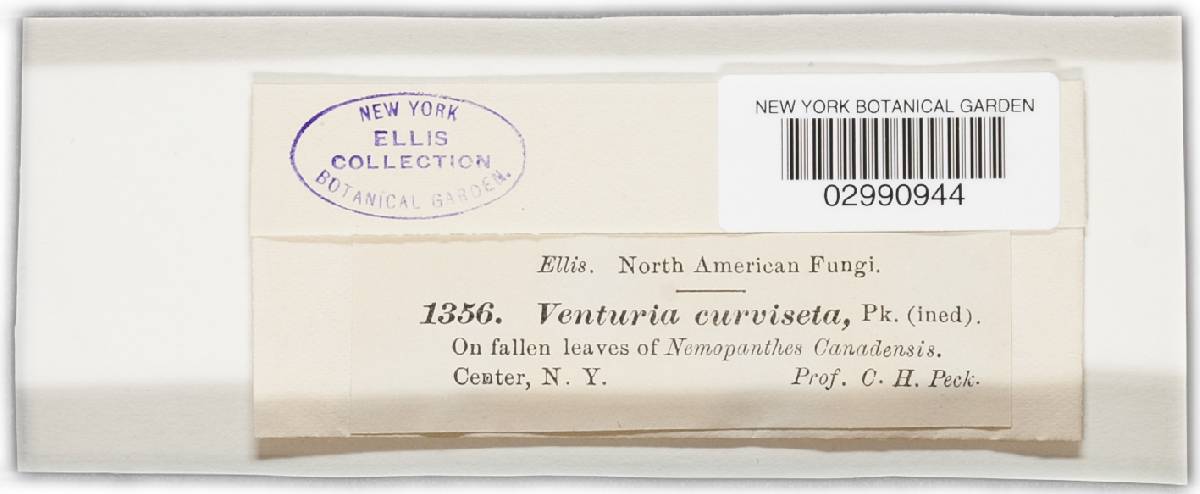 NEW YORK
ELLIS
COLLECTION
BOTANICAL GARDEN.
NEW YORK BOTANICAL GARDEN
02990944
Ellis. North American Fungi.
1356. Venturia curviseta, Pk. (ined).
On fallen leaves of Nemopanthes Canadensis.
Center, N. Y. Prof. C. H. Peck.